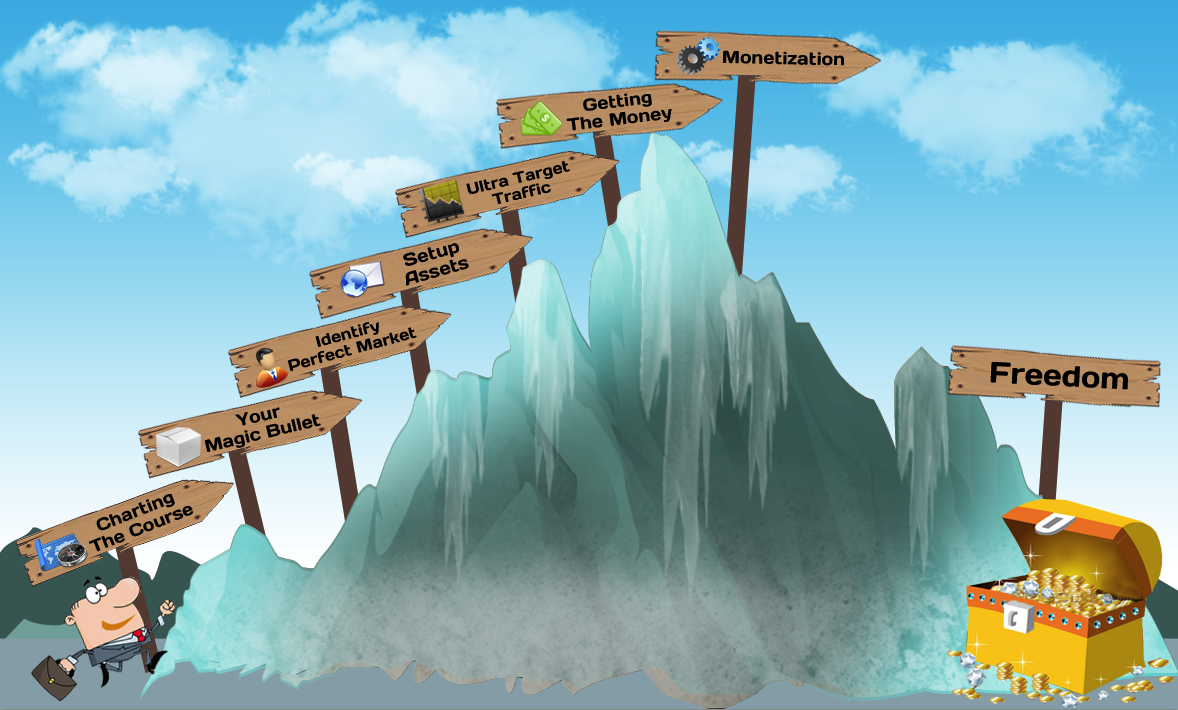 Monetization
Getting
The Money
Ultra Target
Traffic
Setup
Assets
Identify
Perfect Market
Your
Magic Bullet
Charting
The Course
Freedom